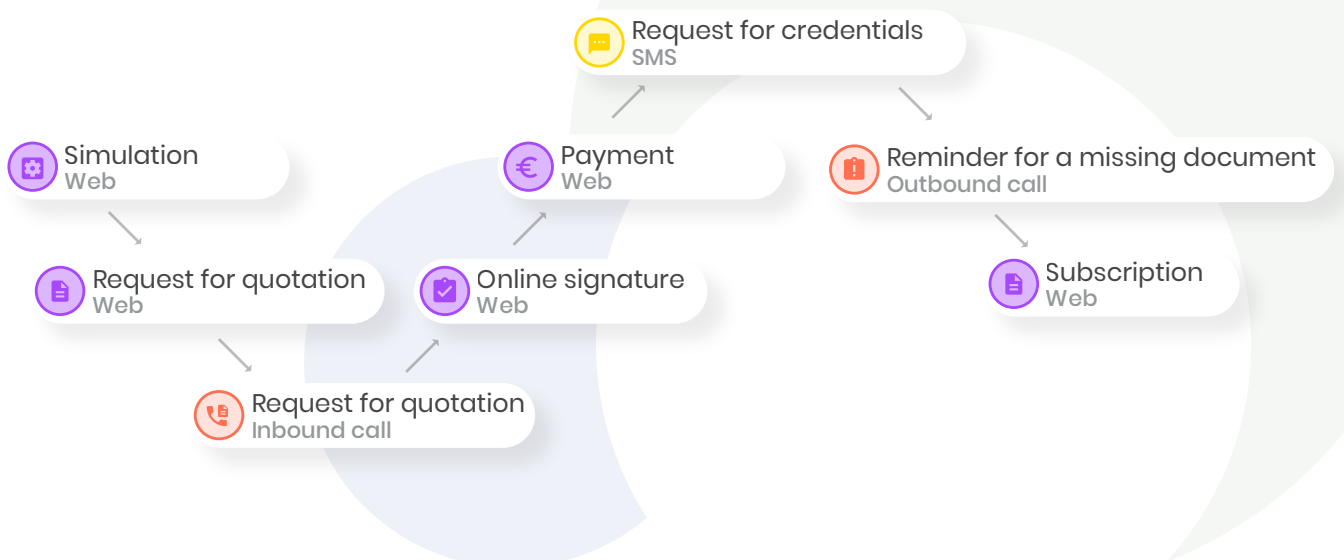 Request for credentials
SMS
Simulation
Web
Payment
Web
Reminder for a missing document
Outbound call
Request for quotation
Web
Online signature
Web
Subscription
Web
Request for quotation
Inbound call